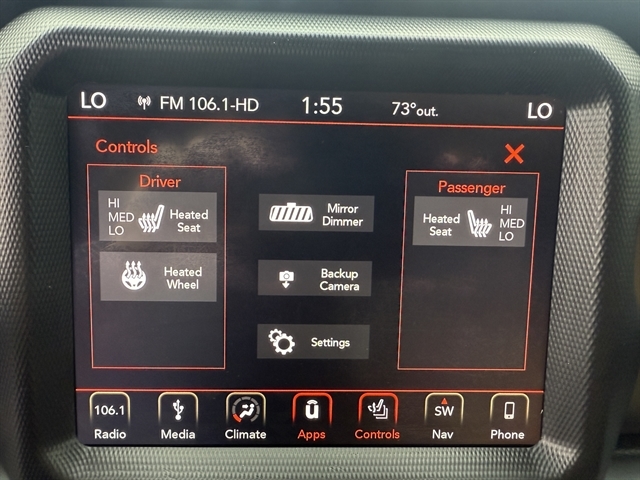 LO FM 106.1-HD 1:55 73°out. LO
Controls
Driver
HI
MED
LO
Heated
Seat
Heated
Wheel
Mirror
Dimmer
Backup
Camera
Settings
Passenger
Heated
Seat
HI
MED
LO
106.1
Radio
Media
Climate
u
Apps
Controls
SW
Nav
Phone